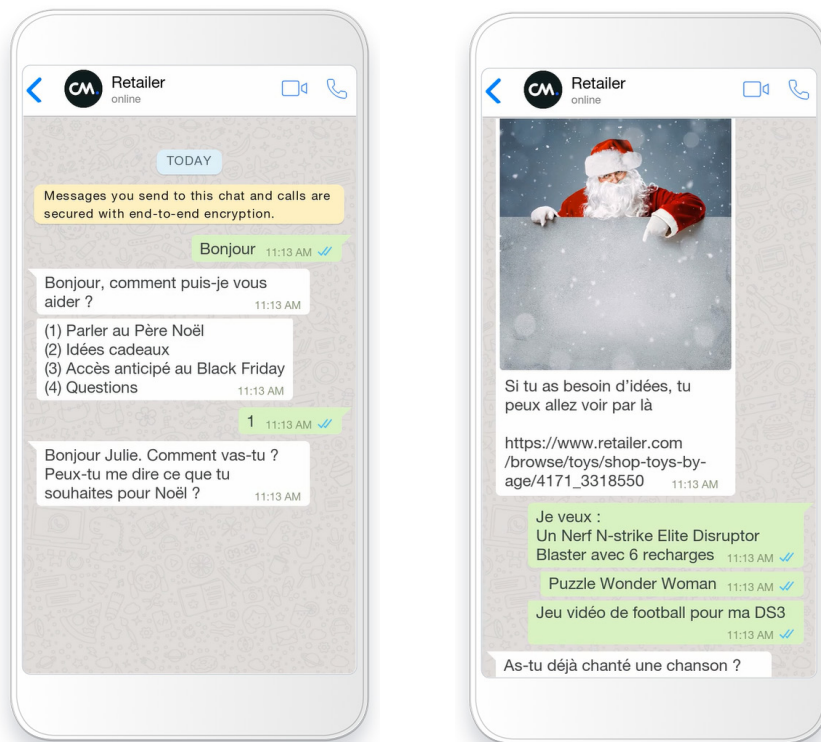 CM.
Retailer
online
TODAY
Messages you send to this chat and calls are
secured with end-to-end encryption.
Bonjour 11:13 AM
Bonjour, comment puis-je vous
aider ?
11:13 AM
(1) Parler au Père Noël
(2) Idées cadeaux
(3) Accès anticipé au Black Friday
(4) Questions
11:13 AM
1 11:13 AM
Bonjour Julie. Comment vas-tu ?
Peux-tu me dire ce que tu
souhaites pour Noël ?
11:13 AM
CM.
Retailer
online
Si tu as besoin d’idées, tu
peux allez voir par là
https://www.retailer.com
/browse/toys/shop-toys-by-
age/4171_3318550 11:13 AM
Je veux :
Un Nerf N-strike Elite Disruptor
Blaster avec 6 recharges 11:13 AM
Puzzle Wonder Woman 11:13 AM
Jeu vidéo de football pour ma DS3
11:13 AM
As-tu déjà chanté une chanson ?